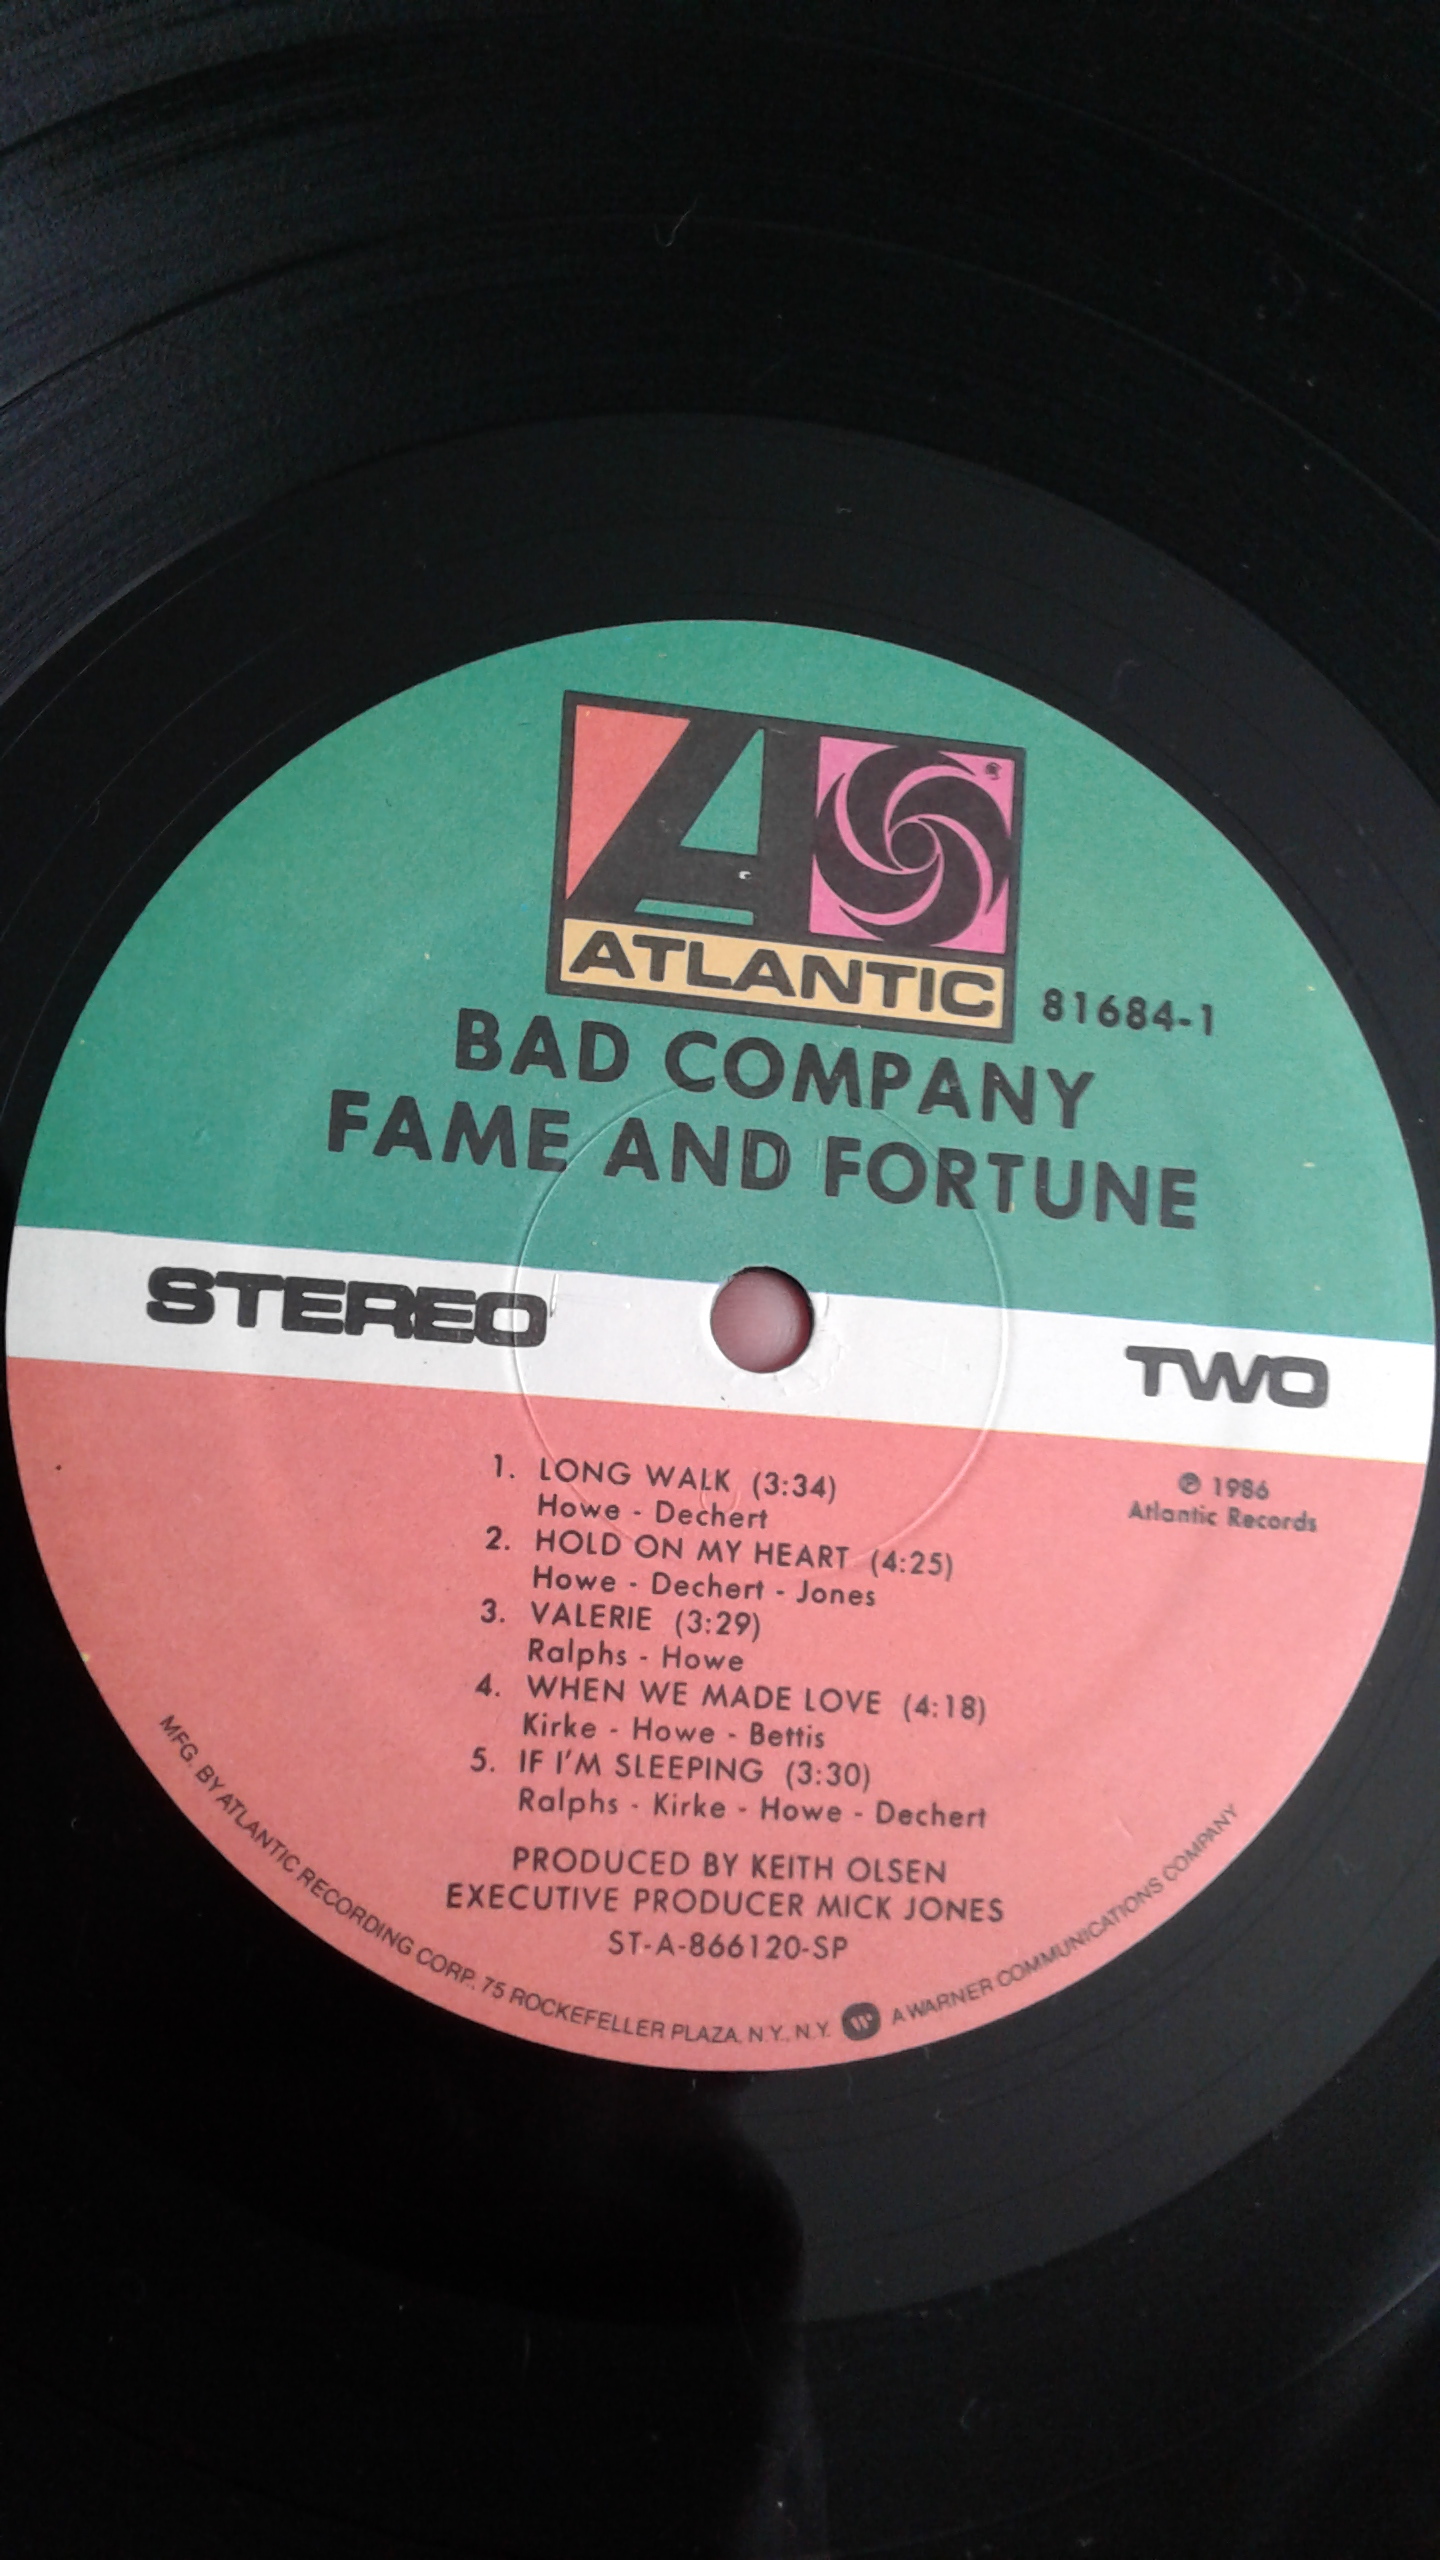 ATLANTIC
81684-1
BAD COMPANY
FAME AND FORTUNE
STEREO
TWO
1. LONG WALK (3:34)
Howe - Dechert
2. HOLD ON MY HEART (4:25)
Howe - Dechert - Jones
3. VALERIE (3:29)
Ralphs - Howe
4. WHEN WE MADE LOVE (4:18)
Kirke - Howe - Bettis
5. IF I'M SLEEPING (3:30)
Ralphs - Kirke - Howe - Dechert
℗ 1986
Atlantic Records
PRODUCED BY KEITH OLSEN
EXECUTIVE PRODUCER MICK JONES
ST-A-866120-SP
MFG. BY ATLANTIC RECORDING CORP., 75 ROCKEFELLER PLAZA, N.Y., N.Y. A WARNER COMMUNICATIONS COMPANY